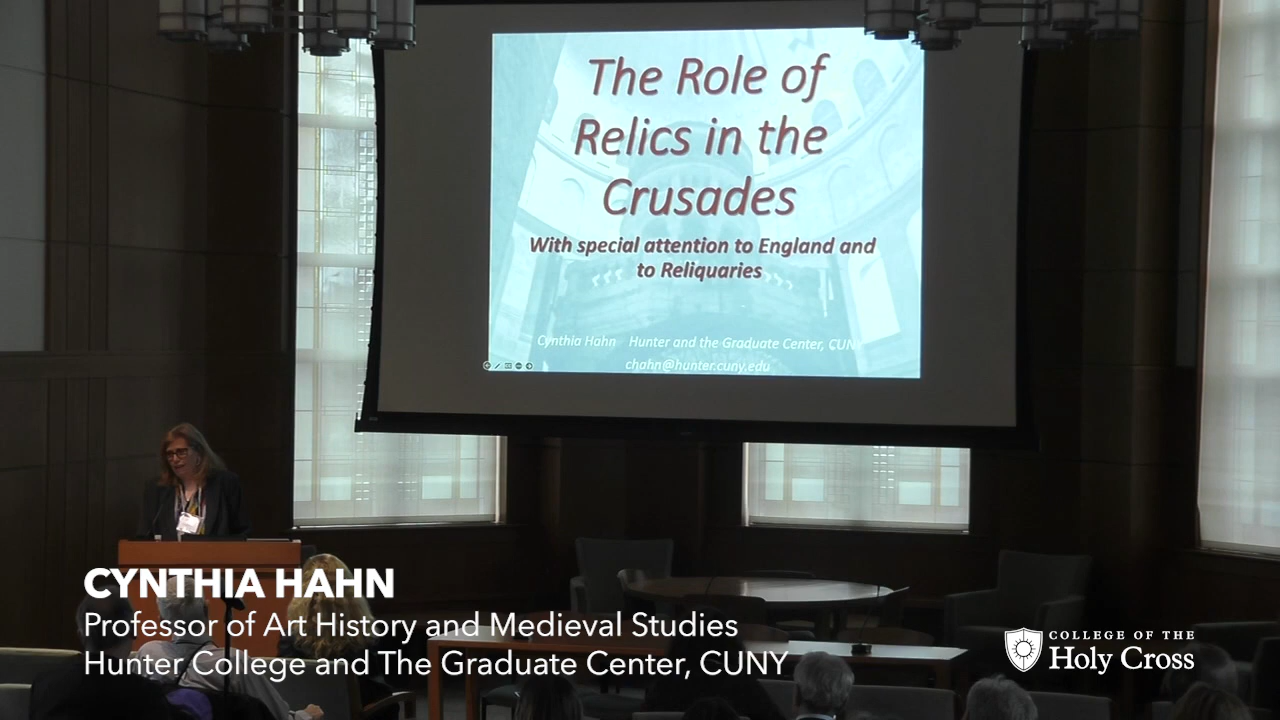 The Role of
Relics in the
Crusades
With special attention to England and
to Reliquaries
Cynthia Hahn Hunter and the Graduate Center, CUNY
chahn@hunter.cuny.edu
CYNTHIA HAHN
Professor of Art History and Medieval Studies
Hunter College and The Graduate Center, CUNY
COLLEGE OF THE
Holy Cross